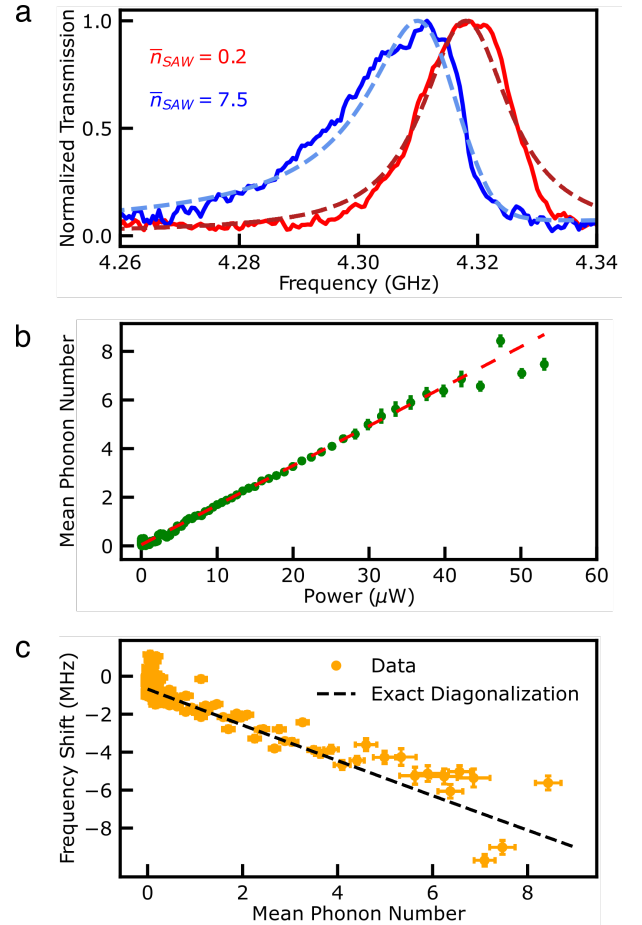 a
Normalized Transmission
1.0
0.5
0.0
n̅SAW = 0.2
n̅SAW = 7.5
4.26 4.28 4.30 4.32 4.34
Frequency (GHz)
b
Mean Phonon Number
8
6
4
2
0
0 10 20 30 40 50 60
Power (μW)
c
Frequency Shift (MHz)
0
−2
−4
−6
−8
Data
Exact Diagonalization
0 2 4 6 8
Mean Phonon Number